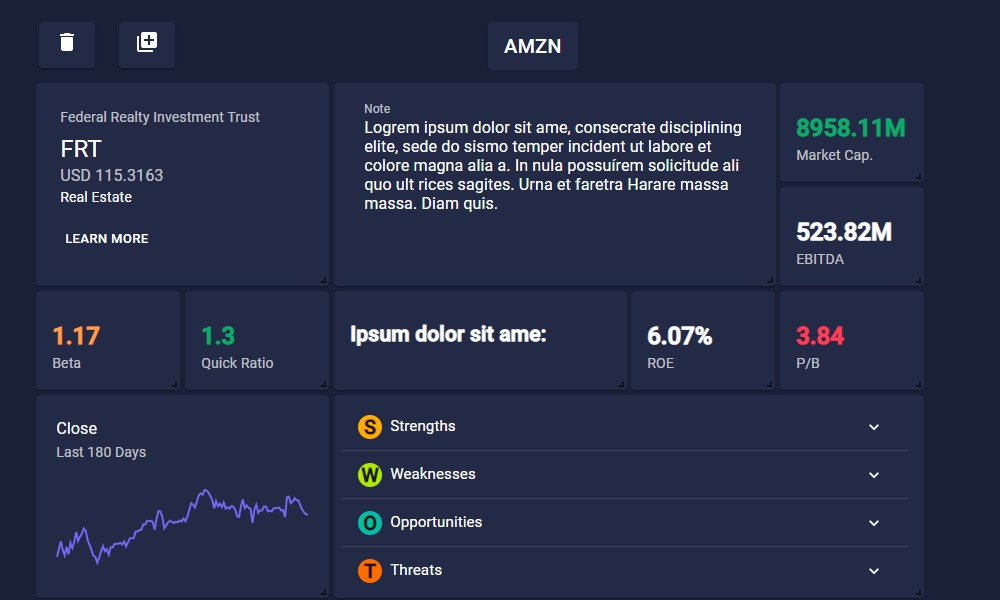 AMZN
Federal Realty Investment Trust
FRT
USD 115.3163
Real Estate
LEARN MORE
Note
Logrem ipsum dolor sit ame, consecrate disciplining
elite, sede do sismo temper incident ut labore et
colore magna alia a. In nula possuírem solicitude ali
quo ult rices sagites. Urna et faretra Harare massa
massa. Diam quis.
8958.11M
Market Cap.
523.82M
EBITDA
1.17
Beta
1.3
Quick Ratio
Ipsum dolor sit ame:
6.07%
ROE
3.84
P/B
Close
Last 180 Days
S Strengths
W Weaknesses
O Opportunities
T Threats